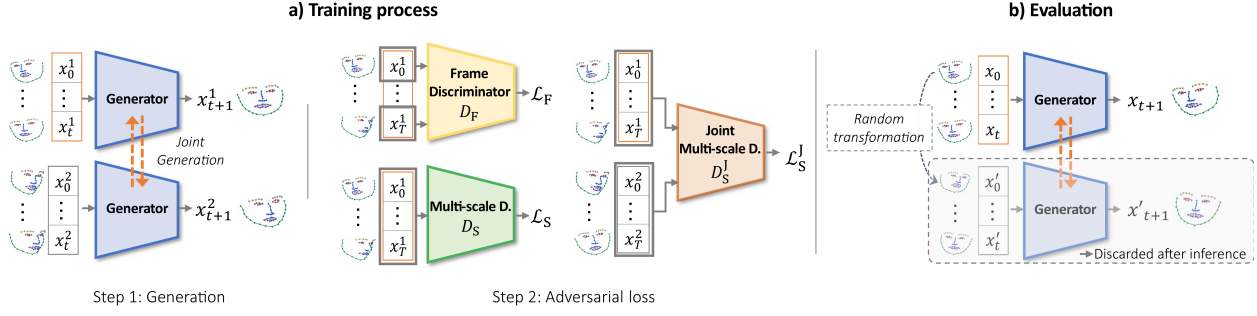 a) Training process
b) Evaluation
x_0^1
⋮
x_t^1
Generator
x_{t+1}^1
Joint
Generation
x_0^2
⋮
x_t^2
Generator
x_{t+1}^2
Step 1: Generation
x_0^1
⋮
x_T^1
Frame
Discriminator
D_F
ℒ_F
x_0^1
⋮
x_T^1
Multi-scale D.
D_S
ℒ_S
x_0^1
⋮
x_T^1
x_0^2
⋮
x_T^2
Joint
Multi-scale D.
D_S^J
ℒ_S^J
Step 2: Adversarial loss
Random
transformation
x_0
⋮
x_t
Generator
x_{t+1}
x'_0
⋮
x'_t
Generator
x'_{t+1}
Discarded after inference